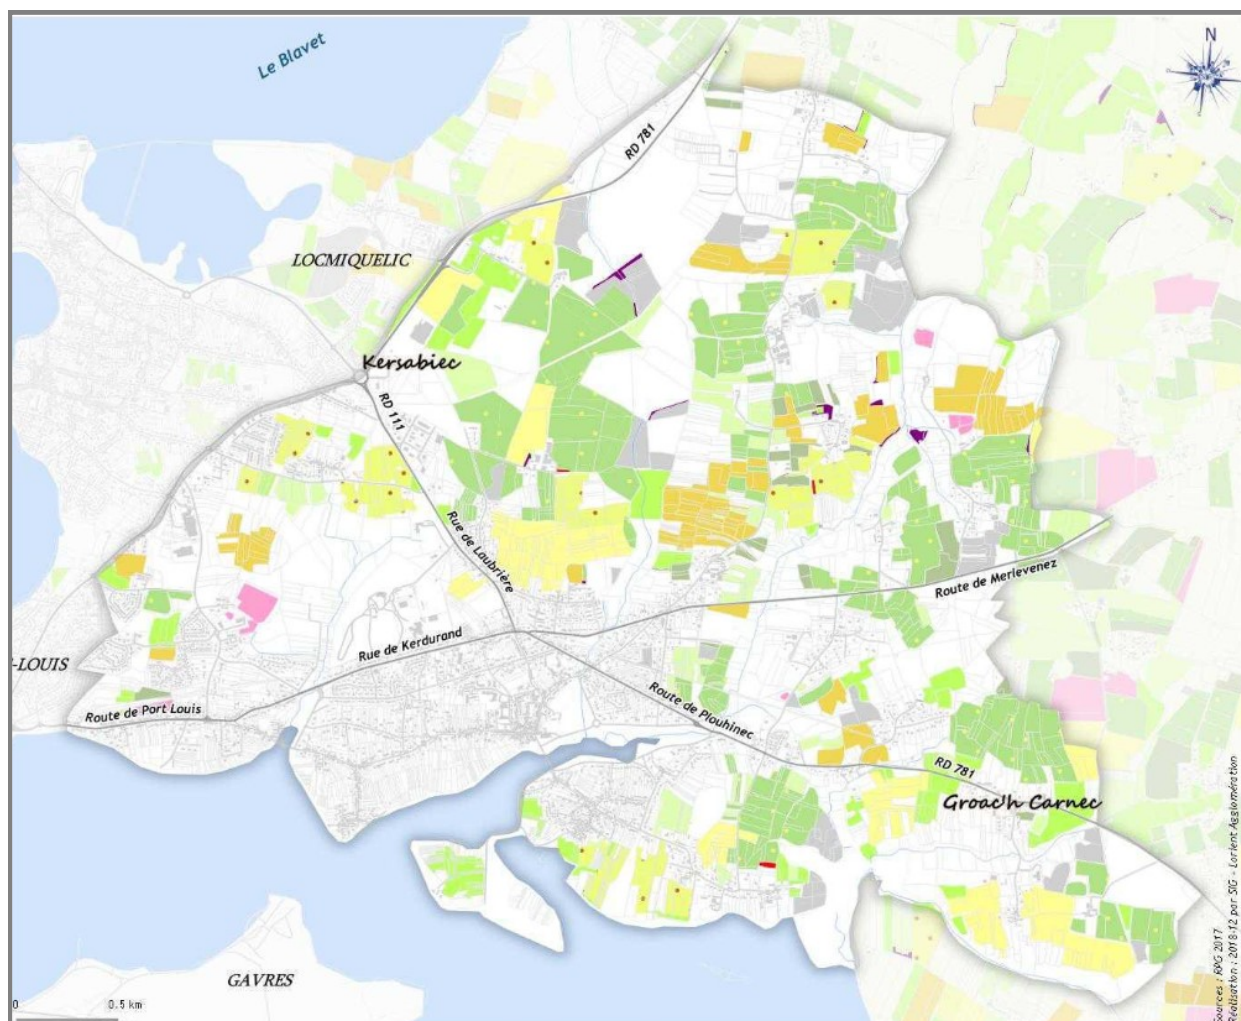 N
Le Blavet
RD 781
LOCMIQUELIC
Kersabiec
RD 111
Rue de Laubrière
Route de Merlevenez
Rue de Kerdurand
-LOUIS
Route de Port Louis
Route de Plouhinec
RD 781
Groac'h Carnec
GAVRES
0 0.5 km
Sources : RPG 2017
Réalisation : 2018-12 par SIG - Lorient Agglomération